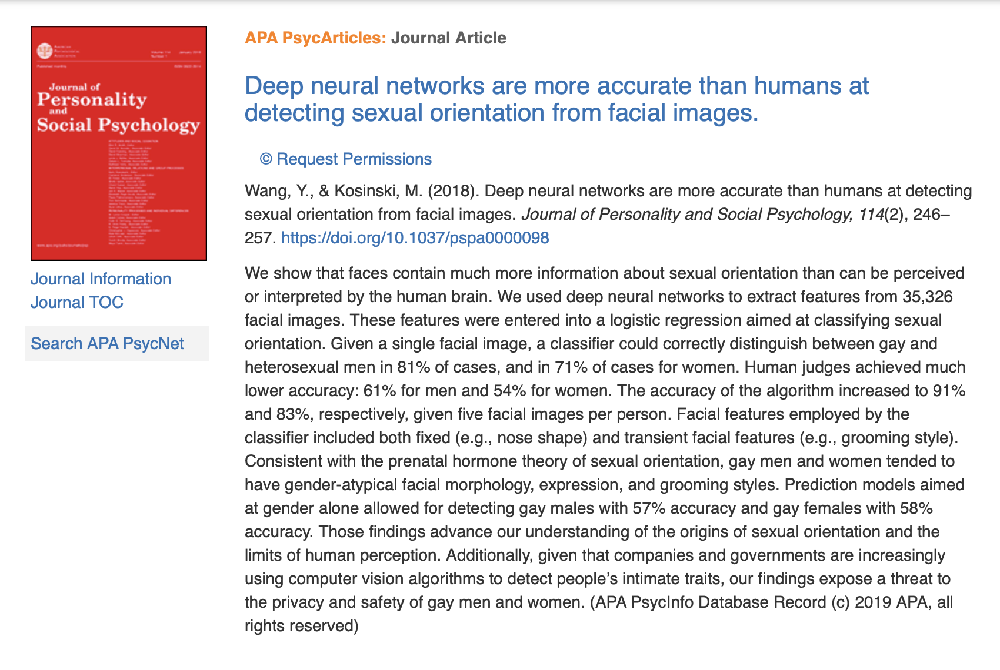 APA PsycArticles: Journal Article
Deep neural networks are more accurate than humans at
detecting sexual orientation from facial images.
© Request Permissions
Wang, Y., & Kosinski, M. (2018). Deep neural networks are more accurate than humans at detecting
sexual orientation from facial images. Journal of Personality and Social Psychology, 114(2), 246–
257. https://doi.org/10.1037/pspa0000098
We show that faces contain much more information about sexual orientation than can be perceived
or interpreted by the human brain. We used deep neural networks to extract features from 35,326
facial images. These features were entered into a logistic regression aimed at classifying sexual
orientation. Given a single facial image, a classifier could correctly distinguish between gay and
heterosexual men in 81% of cases, and in 71% of cases for women. Human judges achieved much
lower accuracy: 61% for men and 54% for women. The accuracy of the algorithm increased to 91%
and 83%, respectively, given five facial images per person. Facial features employed by the
classifier included both fixed (e.g., nose shape) and transient facial features (e.g., grooming style).
Consistent with the prenatal hormone theory of sexual orientation, gay men and women tended to
have gender-atypical facial morphology, expression, and grooming styles. Prediction models aimed
at gender alone allowed for detecting gay males with 57% accuracy and gay females with 58%
accuracy. Those findings advance our understanding of the origins of sexual orientation and the
limits of human perception. Additionally, given that companies and governments are increasingly
using computer vision algorithms to detect people’s intimate traits, our findings expose a threat to
the privacy and safety of gay men and women. (APA PsycInfo Database Record (c) 2019 APA, all
rights reserved)
Journal of
Personality
and
Social Psychology
Journal Information
Journal TOC
Search APA PsycNet